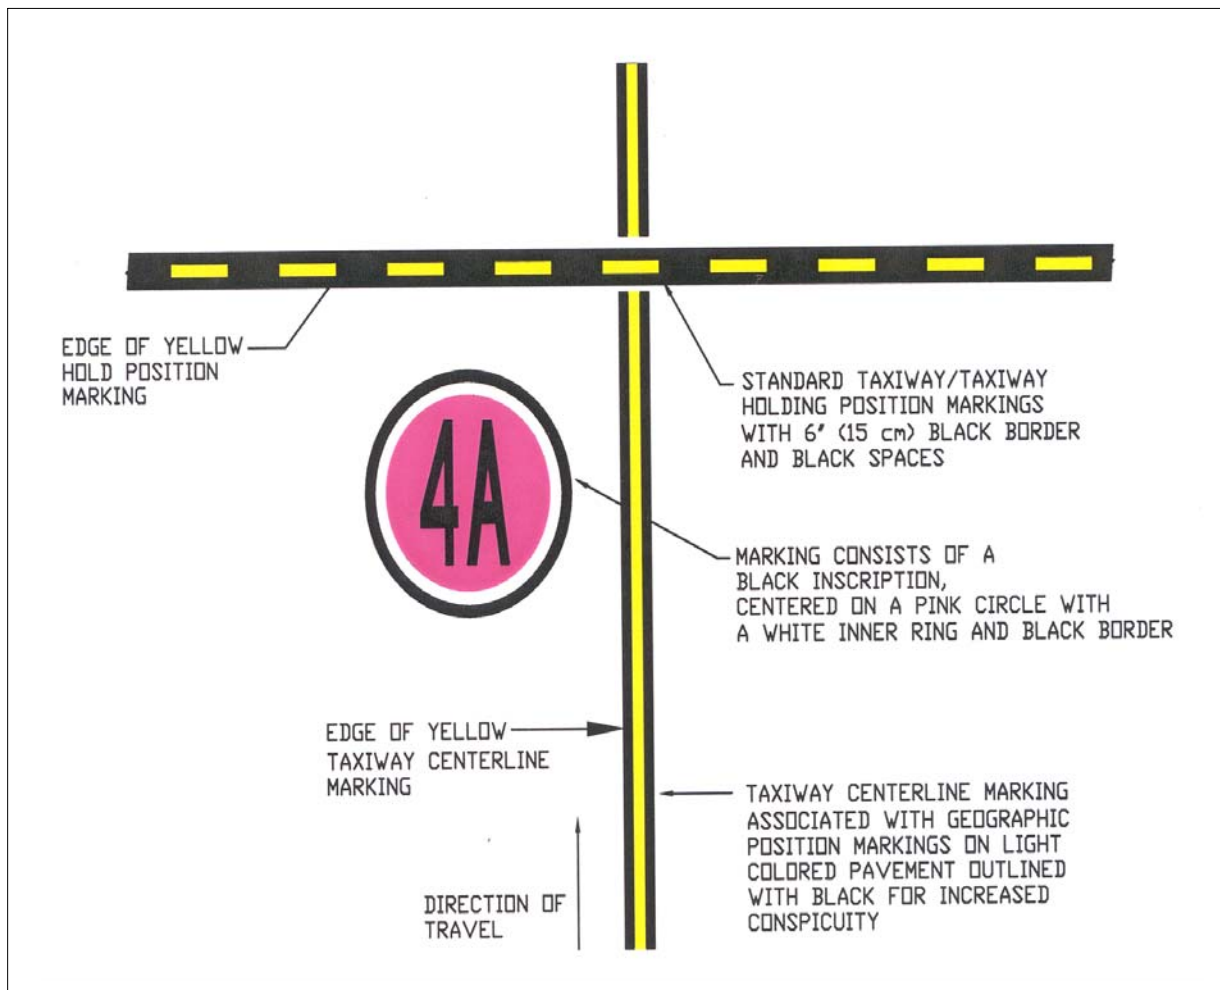 EDGE OF YELLOW
HOLD POSITION
MARKING
STANDARD TAXIWAY/TAXIWAY
HOLDING POSITION MARKINGS
WITH 6" (15 cm) BLACK BORDER
AND BLACK SPACES
4A
MARKING CONSISTS OF A
BLACK INSCRIPTION,
CENTERED ON A PINK CIRCLE WITH
A WHITE INNER RING AND BLACK BORDER
EDGE OF YELLOW
TAXIWAY CENTERLINE
MARKING
TAXIWAY CENTERLINE MARKING
ASSOCIATED WITH GEOGRAPHIC
POSITION MARKINGS ON LIGHT
COLORED PAVEMENT OUTLINED
WITH BLACK FOR INCREASED
CONSPICUITY
DIRECTION OF
TRAVEL